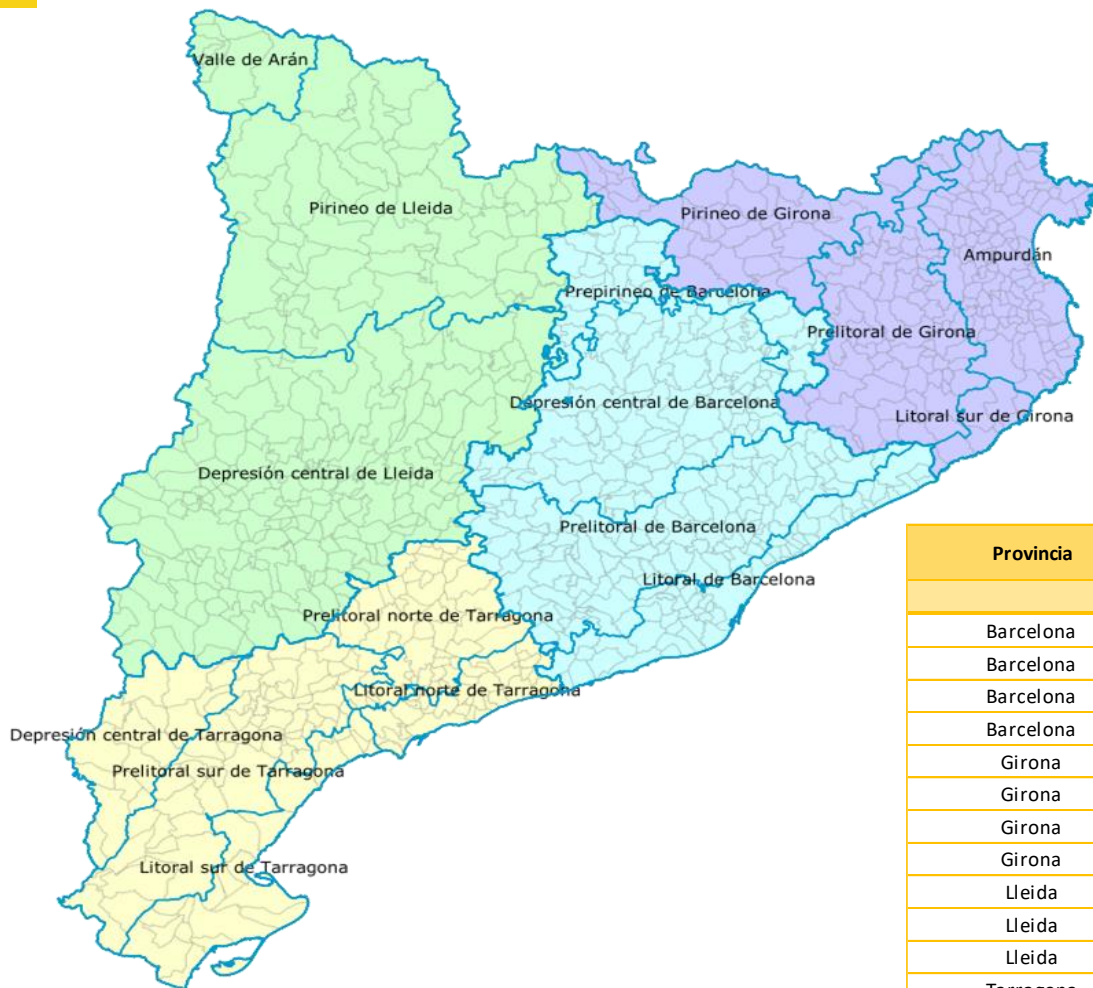 Valle de Arán
Pirineo de Lleida
Pirineo de Girona
Ampurdán
Prepirineo de Barcelona
Prelitoral de Girona
Depresión central de Barcelona
Litoral sur de Girona
Depresión central de Lleida
Prelitoral de Barcelona
Litoral de Barcelona
Prelitoral norte de Tarragona
Litoral norte de Tarragona
Depresión central de Tarragona
Prelitoral sur de Tarragona
Litoral sur de Tarragona
Provincia
Barcelona
Barcelona
Barcelona
Barcelona
Girona
Girona
Girona
Girona
Lleida
Lleida
Lleida
Tarragona